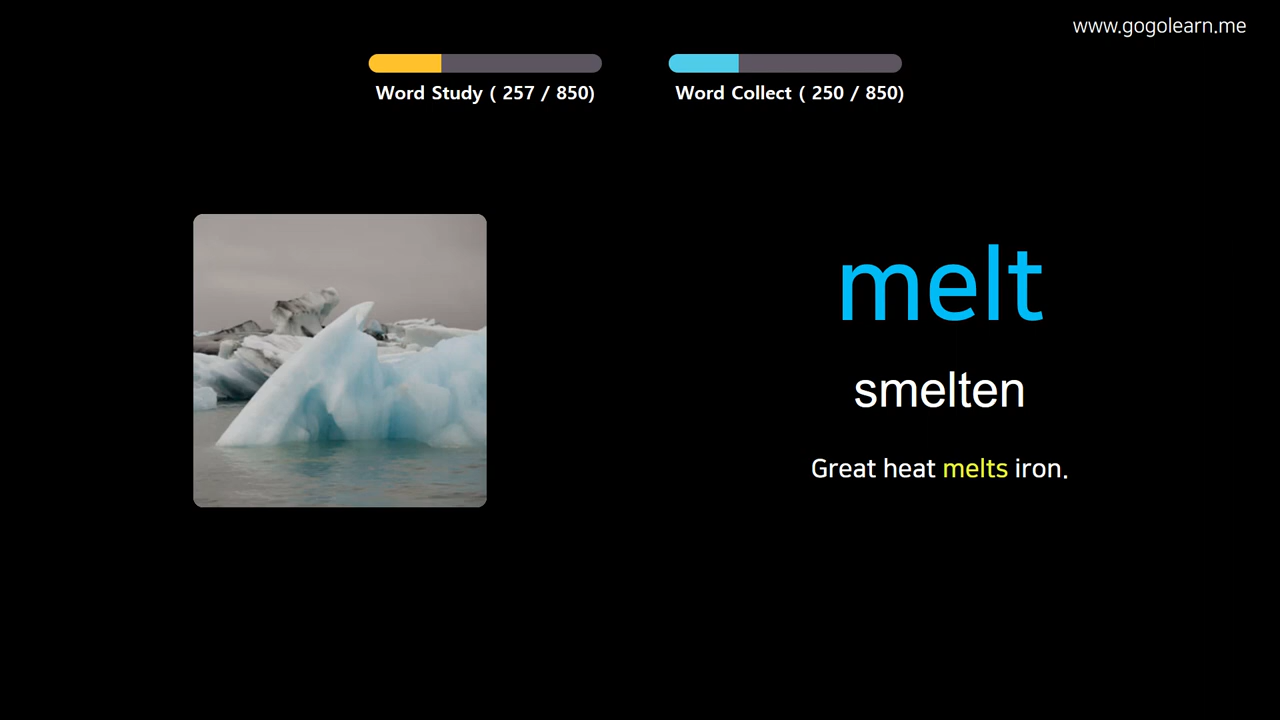 www.gogolearn.me
Word Study ( 257 / 850)
Word Collect ( 250 / 850)
melt
smelten
Great heat melts iron.